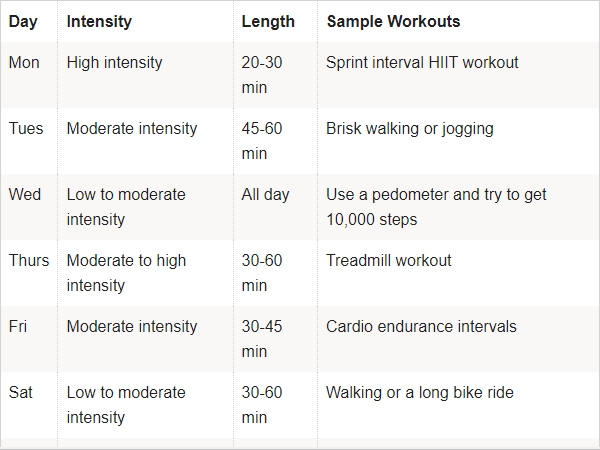 Day Intensity Length Sample Workouts
Mon High intensity 20-30 min Sprint interval HIIT workout
Tues Moderate intensity 45-60 min Brisk walking or jogging
Wed Low to moderate intensity All day Use a pedometer and try to get 10,000 steps
Thurs Moderate to high intensity 30-60 min Treadmill workout
Fri Moderate intensity 30-45 min Cardio endurance intervals
Sat Low to moderate intensity 30-60 min Walking or a long bike ride